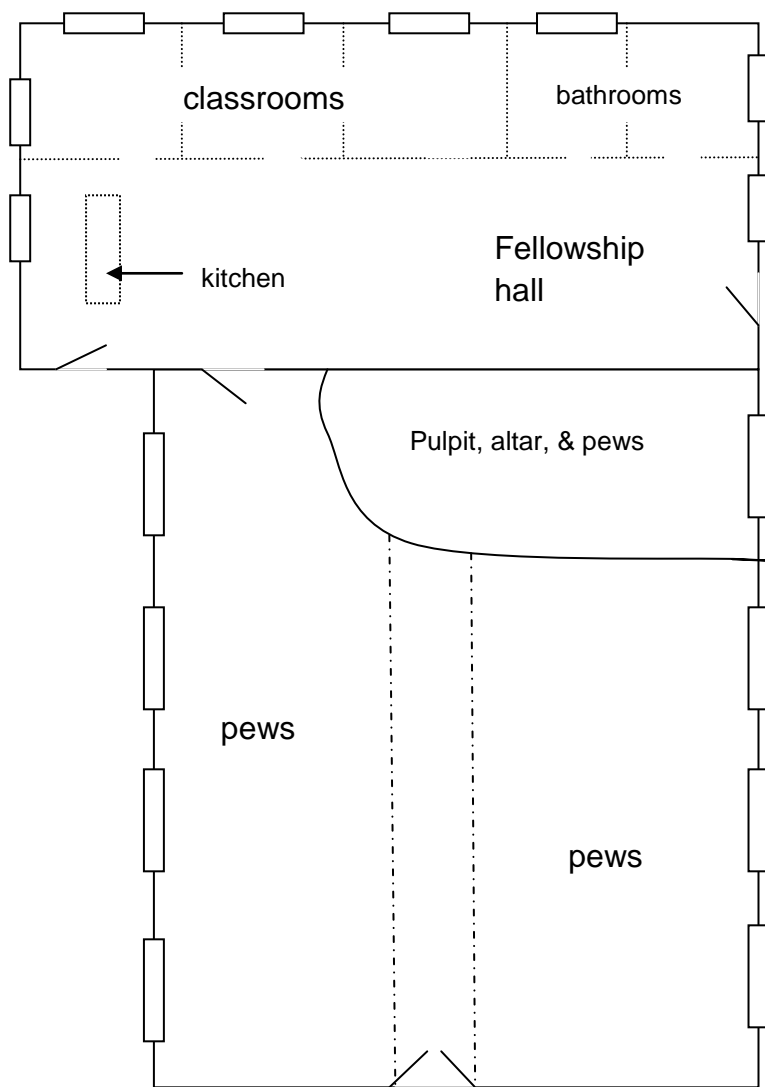 classrooms
bathrooms
Fellowship
hall
kitchen
Pulpit, altar, & pews
pews
pews